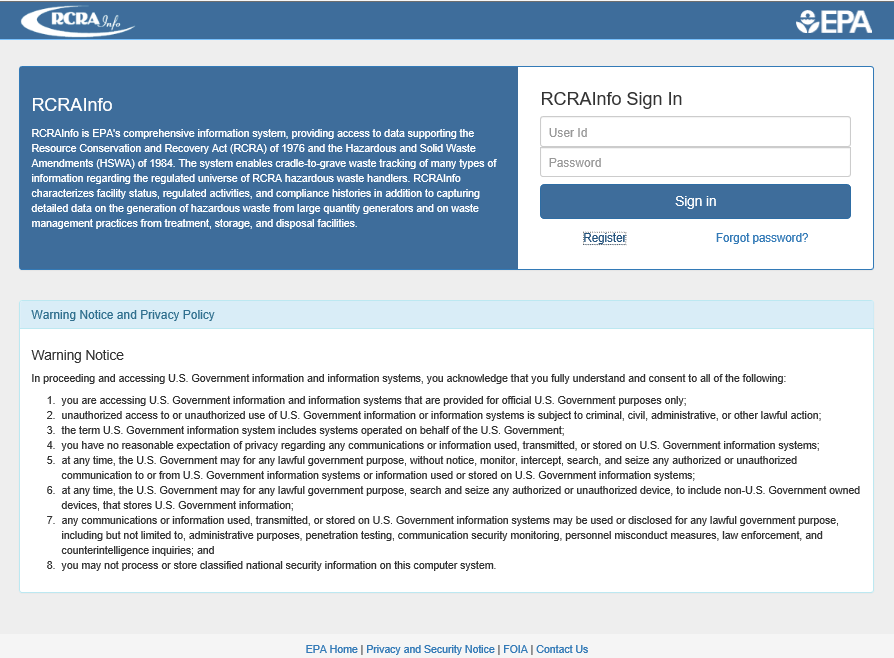 RCRAInfo
EPA
RCRAInfo
RCRAInfo is EPA's comprehensive information system, providing access to data supporting the
Resource Conservation and Recovery Act (RCRA) of 1976 and the Hazardous and Solid Waste
Amendments (HSWA) of 1984. The system enables cradle-to-grave waste tracking of many types of
information regarding the regulated universe of RCRA hazardous waste handlers. RCRAInfo
characterizes facility status, regulated activities, and compliance histories in addition to capturing
detailed data on the generation of hazardous waste from large quantity generators and on waste
management practices from treatment, storage, and disposal facilities.
RCRAInfo Sign In
User Id
Password
Sign in
Register Forgot password?
Warning Notice and Privacy Policy
Warning Notice
In proceeding and accessing U.S. Government information and information systems, you acknowledge that you fully understand and consent to all of the following:
1. you are accessing U.S. Government information and information systems that are provided for official U.S. Government purposes only;
2. unauthorized access to or unauthorized use of U.S. Government information or information systems is subject to criminal, civil, administrative, or other lawful action;
3. the term U.S. Government information system includes systems operated on behalf of the U.S. Government;
4. you have no reasonable expectation of privacy regarding any communications or information used, transmitted, or stored on U.S. Government information systems;
5. at any time, the U.S. Government may for any lawful government purpose, without notice, monitor, intercept, search, and seize any authorized or unauthorized
communication to or from U.S. Government information systems or information used or stored on U.S. Government information systems;
6. at any time, the U.S. Government may for any lawful government purpose, search and seize any authorized or unauthorized device, to include non-U.S. Government owned
devices, that stores U.S. Government information;
7. any communications or information used, transmitted, or stored on U.S. Government information systems may be used or disclosed for any lawful government purpose,
including but not limited to, administrative purposes, penetration testing, communication security monitoring, personnel misconduct measures, law enforcement, and
counterintelligence inquiries; and
8. you may not process or store classified national security information on this computer system.
EPA Home | Privacy and Security Notice | FOIA | Contact Us